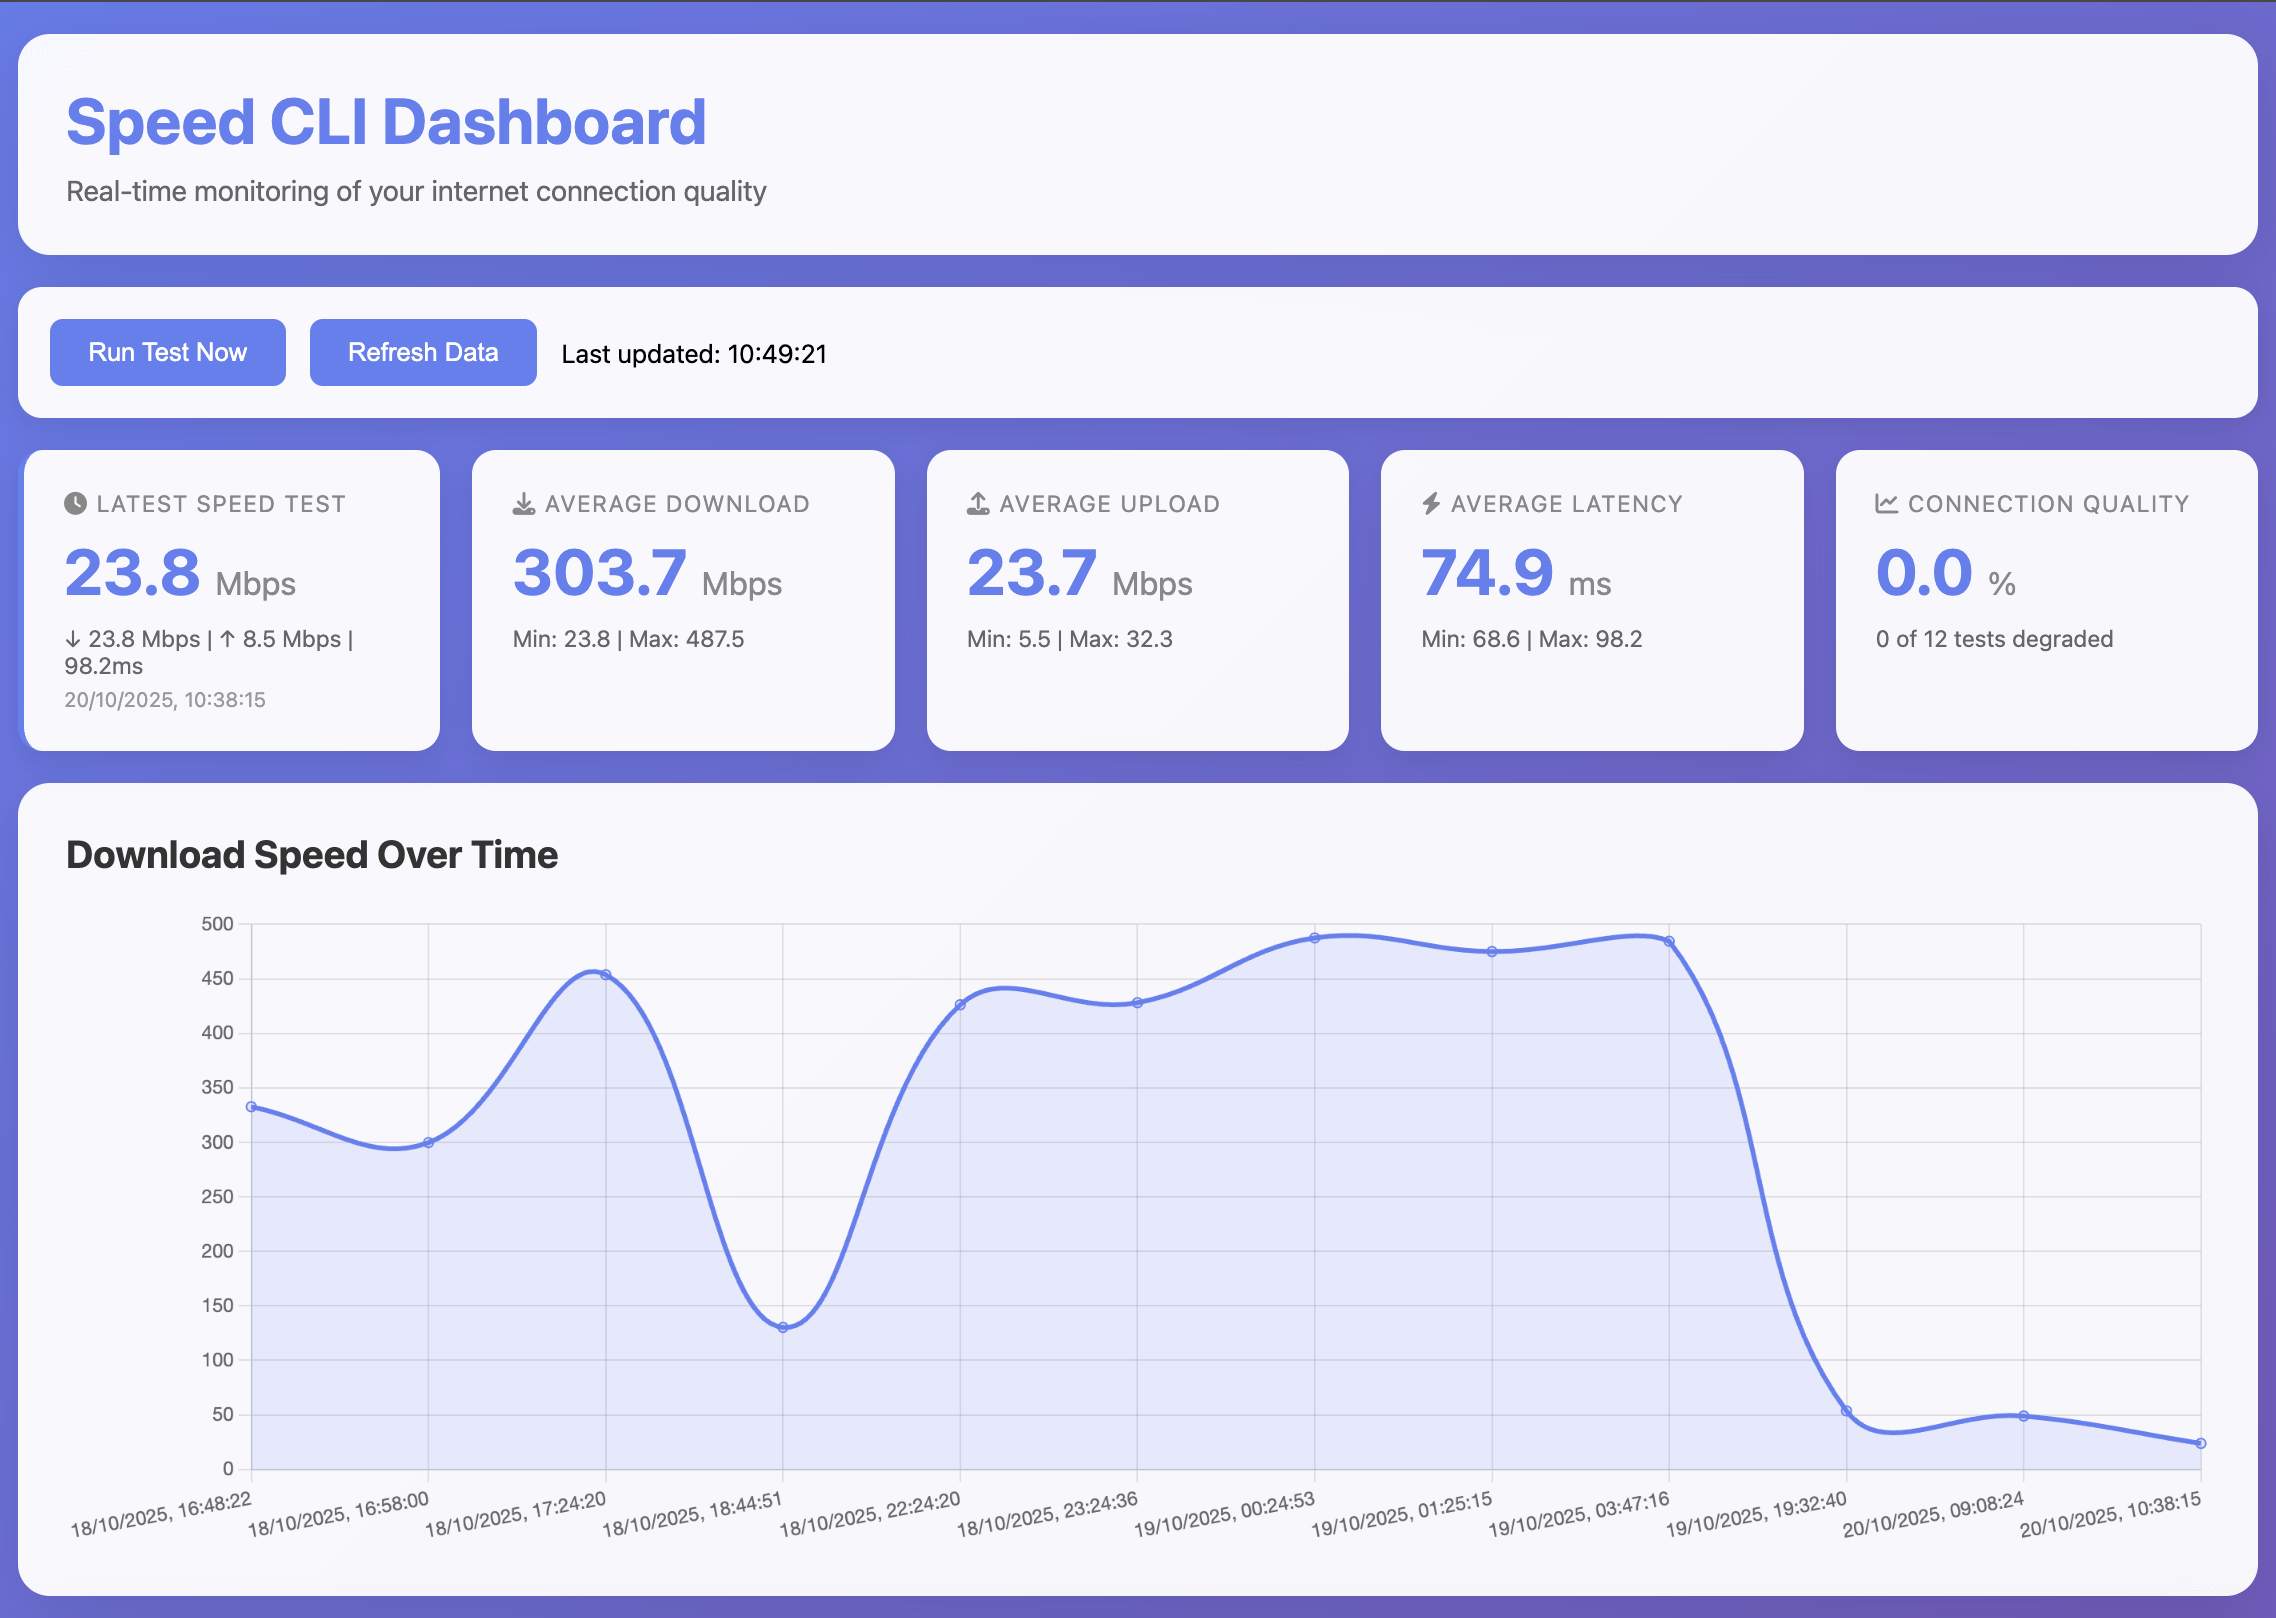 Speed CLI Dashboard
Real-time monitoring of your internet connection quality
Run Test Now
Refresh Data
Last updated: 10:49:21
LATEST SPEED TEST
23.8 Mbps
↓ 23.8 Mbps | ↑ 8.5 Mbps |
98.2ms
20/10/2025, 10:38:15
AVERAGE DOWNLOAD
303.7 Mbps
Min: 23.8 | Max: 487.5
AVERAGE UPLOAD
23.7 Mbps
Min: 5.5 | Max: 32.3
AVERAGE LATENCY
74.9 ms
Min: 68.6 | Max: 98.2
CONNECTION QUALITY
0.0 %
0 of 12 tests degraded
Download Speed Over Time
500
450
400
350
300
250
200
150
100
50
0
18/10/2025, 16:48:22
18/10/2025, 16:58:00
18/10/2025, 17:24:20
18/10/2025, 18:44:51
18/10/2025, 22:24:20
18/10/2025, 23:24:36
19/10/2025, 00:24:53
19/10/2025, 01:25:15
19/10/2025, 03:47:16
19/10/2025, 19:32:40
20/10/2025, 09:08:24
20/10/2025, 10:38:15